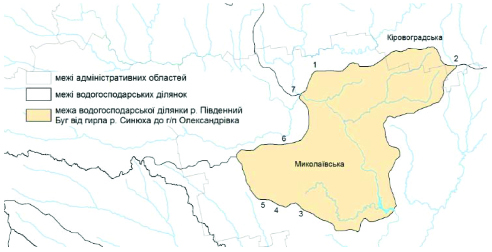 Кіровоградська
1
2
межі адміністративних областей
7
межі водогосподарських ділянок
межа водогосподарської ділянки р. Південний
Буг від гирла р. Синюха до г/п Олександрівка
6
Миколаївська
5
4
3